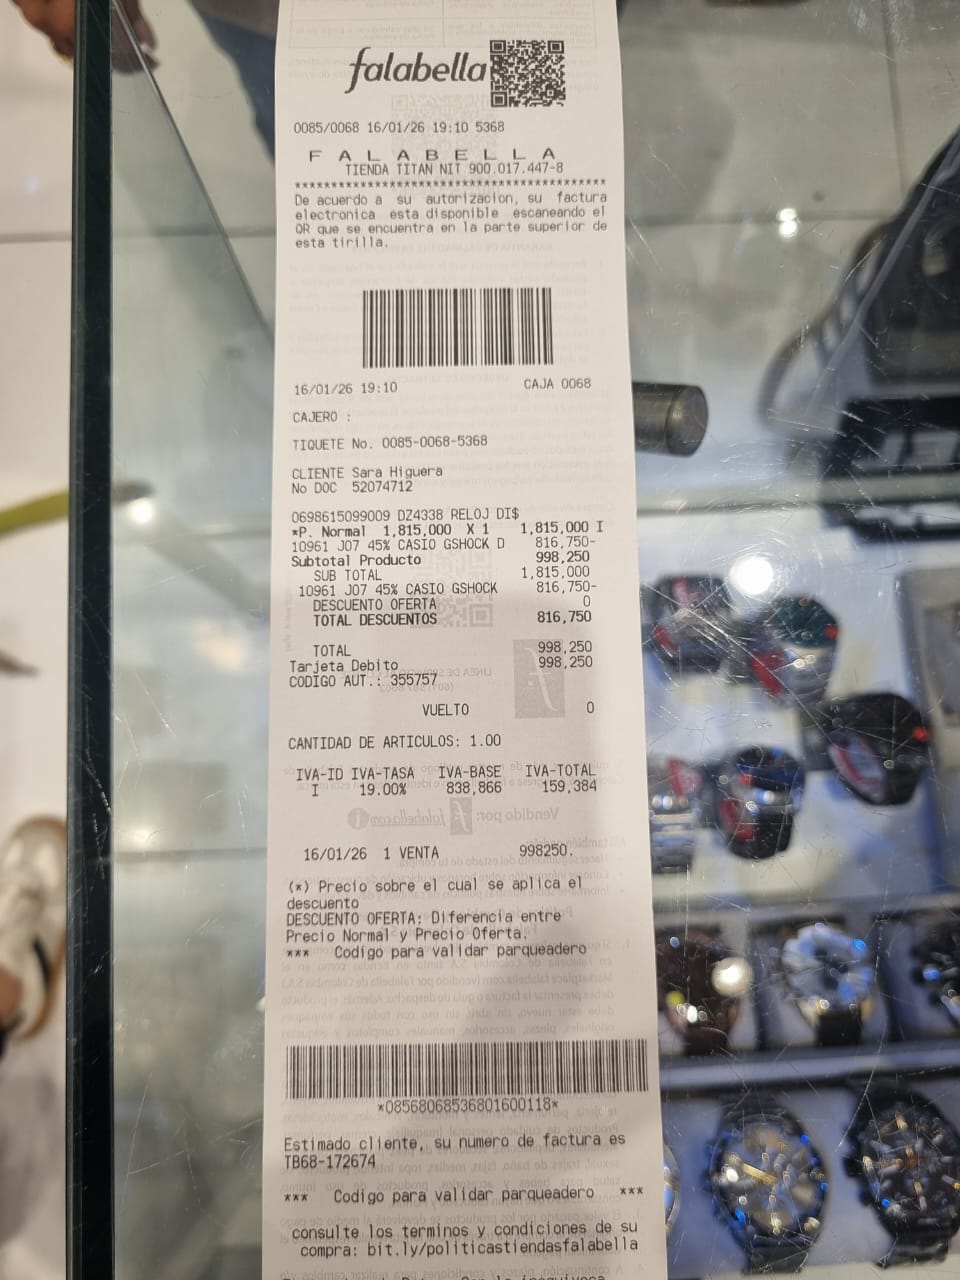 falabella
0085/0068 16/01/26 19:10 5368
F A L A B E L L A
TIENDA TITAN NIT 900.017.447-8
******************************************
De acuerdo a su autorizacion, su factura
electronica esta disponible escaneando el
QR que se encuentra en la parte superior de
esta tirilla.
16/01/26 19:10 CAJA 0068
CAJERO :
TIQUETE No. 0085-0068-5368
CLIENTE Sara Higuera
No DOC 52074712
0698615099009 DZ4338 RELOJ DI$
*P. Normal 1,815,000 X 1 1,815,000 I
10961 J07 45% CASIO GSHOCK D 816,750-
Subtotal Producto 998,250
SUB TOTAL 1,815,000
10961 J07 45% CASIO GSHOCK 816,750-
DESCUENTO OFERTA 0
TOTAL DESCUENTOS 816,750
TOTAL 998,250
Tarjeta Debito 998,250
CODIGO AUT.: 355757
VUELTO 0
CANTIDAD DE ARTICULOS: 1.00
IVA-ID IVA-TASA IVA-BASE IVA-TOTAL
I 19.00% 838,866 159,384
16/01/26 1 VENTA 998250.
(*) Precio sobre el cual se aplica el
descuento
DESCUENTO OFERTA: Diferencia entre
Precio Normal y Precio Oferta.
*** Codigo para validar parqueadero
*08568068536801600118*
Estimado cliente, su numero de factura es
TB68-172674
*** Codigo para validar parqueadero ***
consulte los terminos y condiciones de su
compra: bit.ly/politicastiendasfalabella